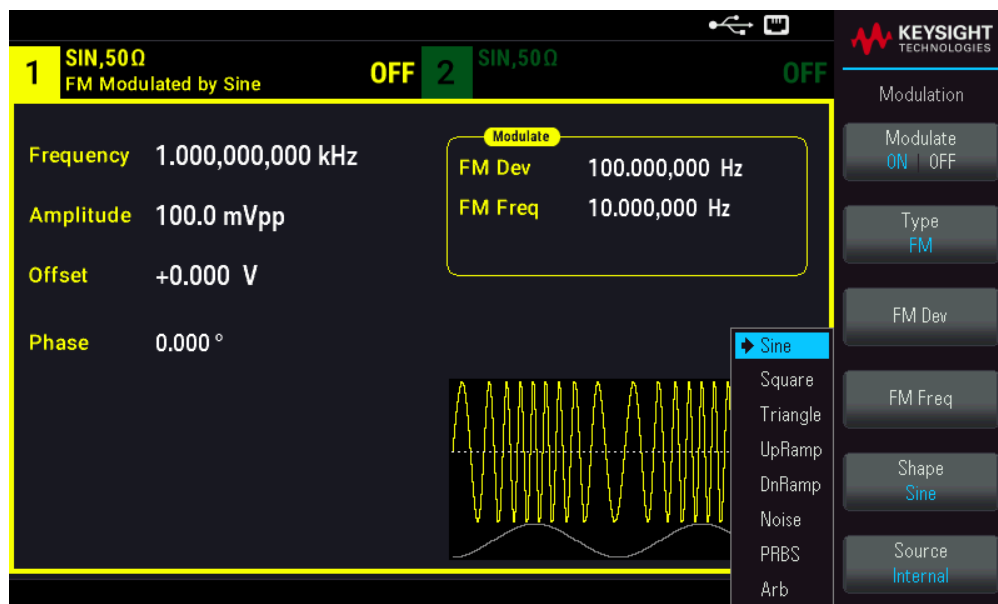 KEYSIGHT
TECHNOLOGIES
1
SIN,50Ω
FM Modulated by Sine
OFF
2
SIN,50Ω
OFF
Modulation
Frequency 1.000,000,000 kHz
Amplitude 100.0 mVpp
Offset +0.000 V
Phase 0.000 °
Modulate
FM Dev 100.000,000 Hz
FM Freq 10.000,000 Hz
Sine
Square
Triangle
UpRamp
DnRamp
Noise
PRBS
Arb
Modulate
ON | OFF
Type
FM
FM Dev
FM Freq
Shape
Sine
Source
Internal